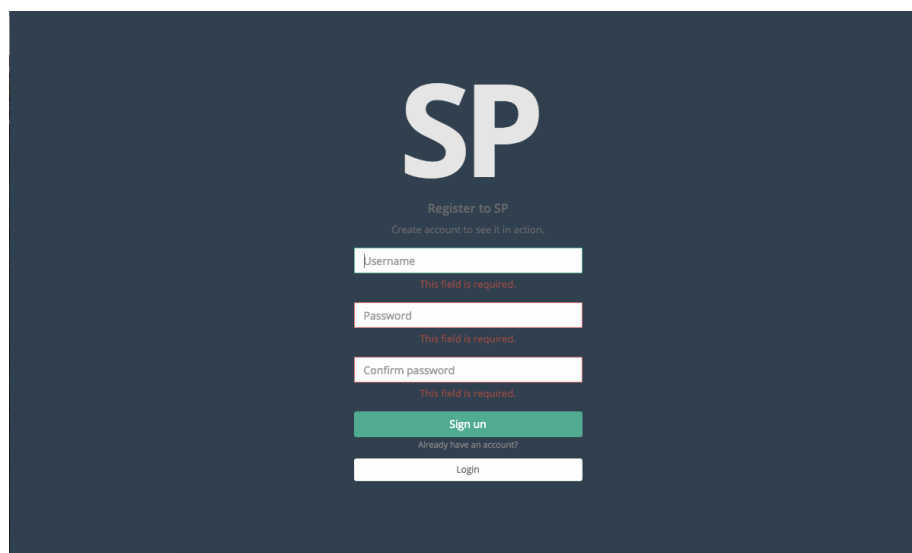 SP
Register to SP
Create account to see it in action.
Username
This field is required.
Password
This field is required.
Confirm password
This field is required.
Sign un
Already have an account?
Login